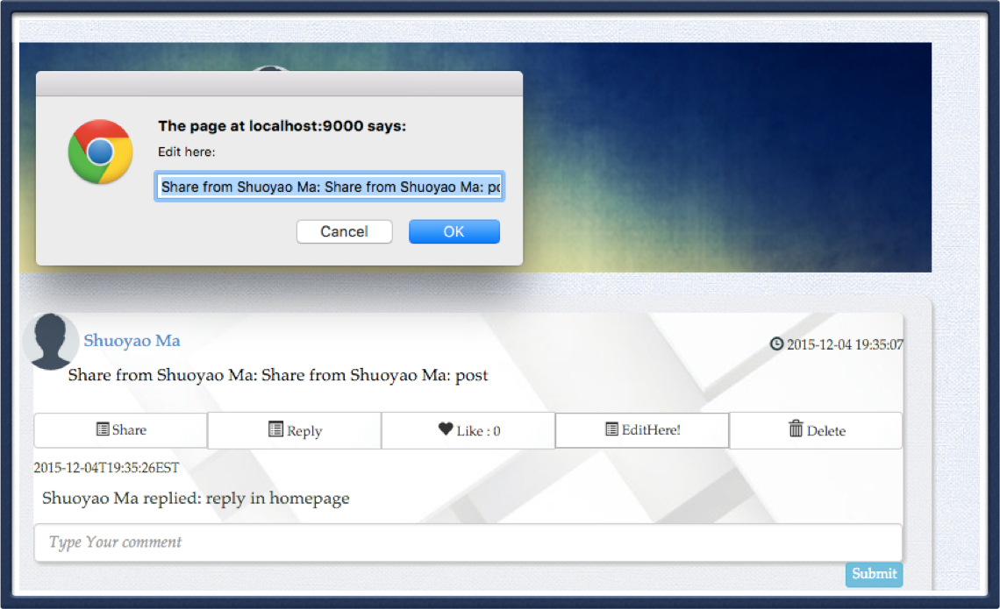 The page at localhost:9000 says:
Edit here:
Share from Shuoyao Ma: Share from Shuoyao Ma: po
Cancel
OK
Shuoyao Ma
2015-12-04 19:35:07
Share from Shuoyao Ma: Share from Shuoyao Ma: post
Share
Reply
Like : 0
EditHere!
Delete
2015-12-04T19:35:26EST
Shuoyao Ma replied: reply in homepage
Type Your comment
Submit